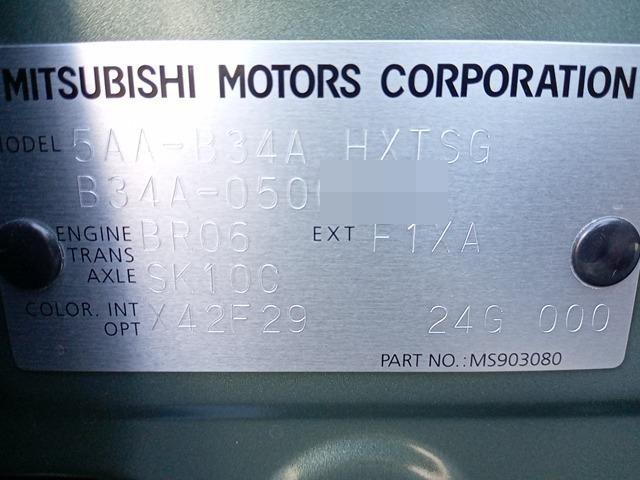 MITSUBISHI MOTORS CORPORATION
MODEL 5AA-B34A HXTSG
B34A-050
ENGINE BR06 EXT F1XA
TRANS
AXLE SK10C
COLOR. INT X42F29 24G 000
OPT
PART NO.:MS903080